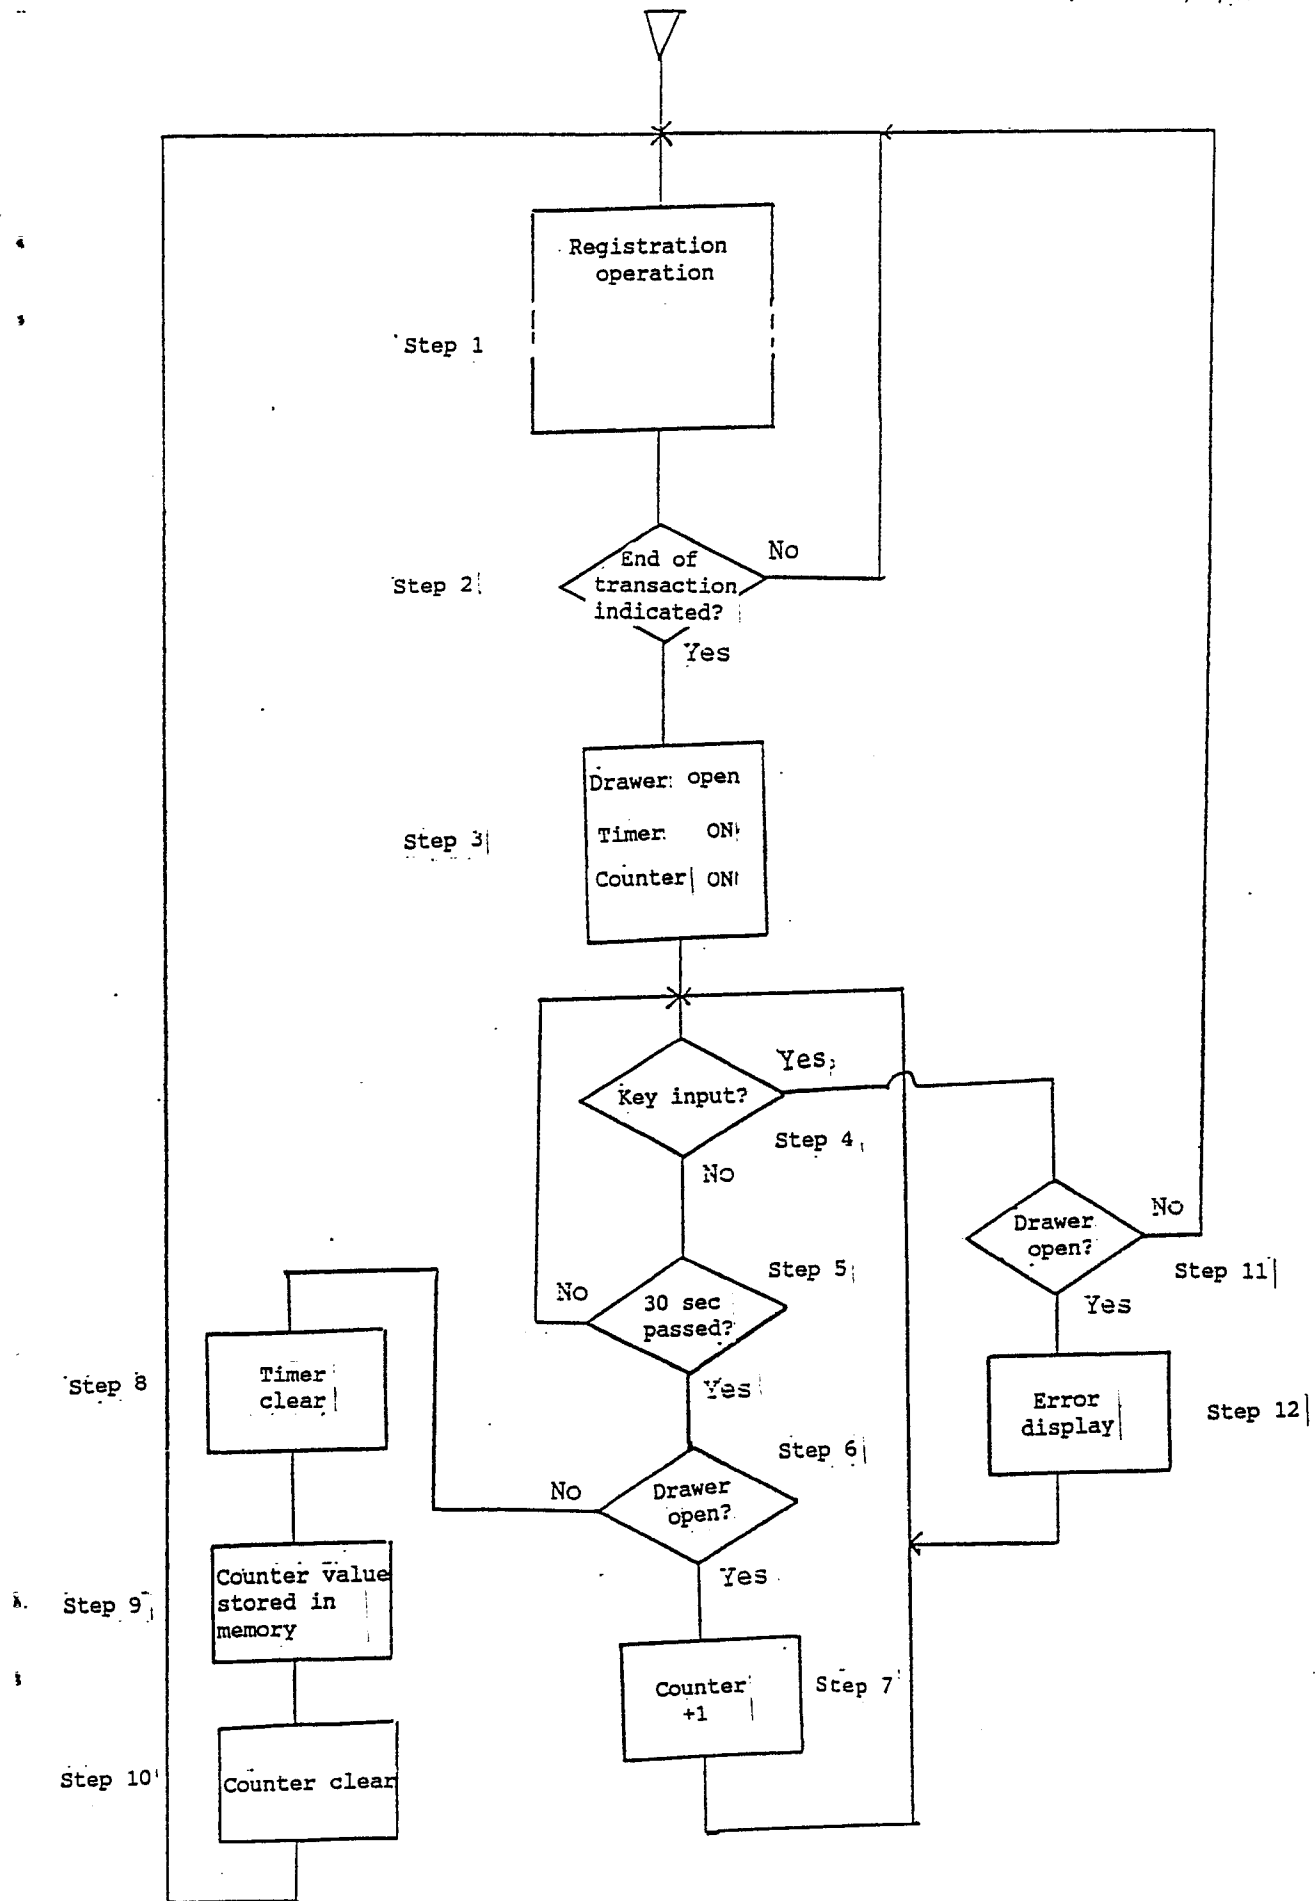 Registration
operation
Step 1
End of
transaction
indicated?
No
Step 2
Yes
Drawer: open
Timer: ON
Counter ON
Step 3
Key input?
Yes
Step 4
No
Drawer
open?
No
Step 11
Yes
30 sec
passed?
No
Step 5
Yes
Error
display
Step 12
Timer
clear
Step 8
Drawer
open?
No
Step 6
Yes
Counter value
stored in
memory
Step 9
Counter
+1
Step 7
Counter clear
Step 10